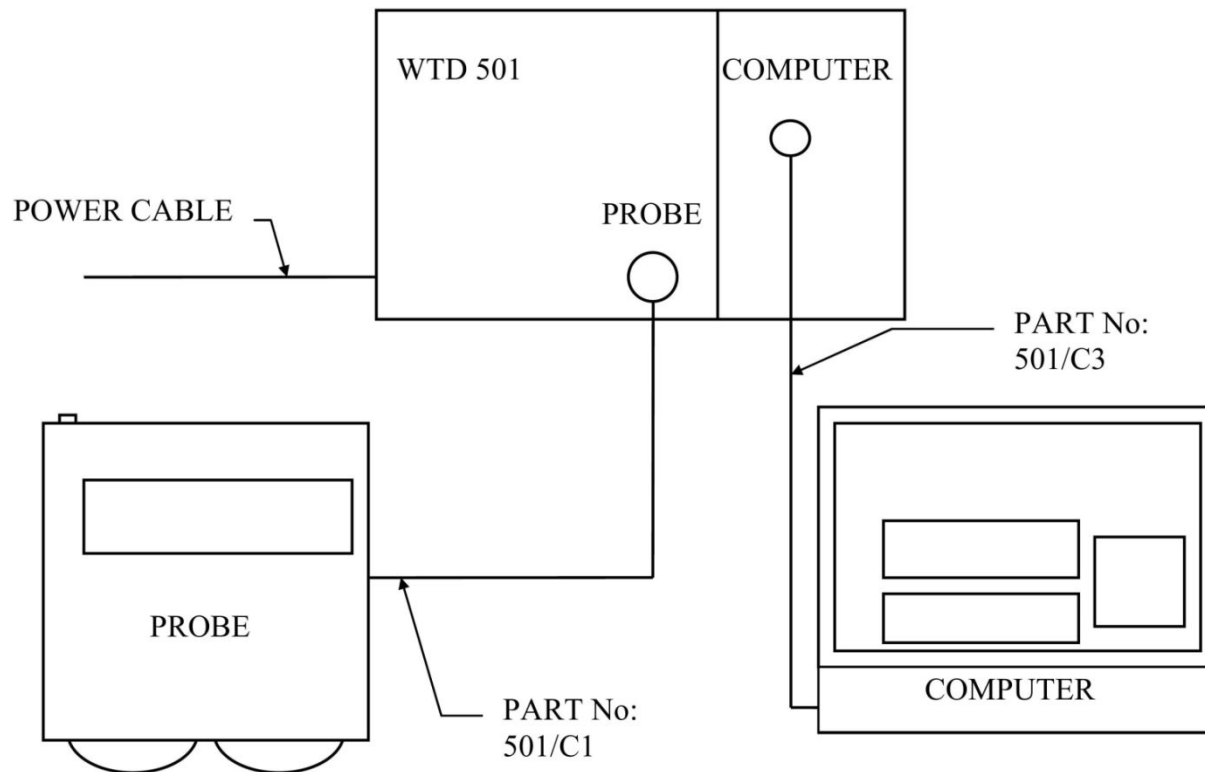 WTD 501
COMPUTER
POWER CABLE
PROBE
PART No:
501/C3
PROBE
COMPUTER
PART No:
501/C1